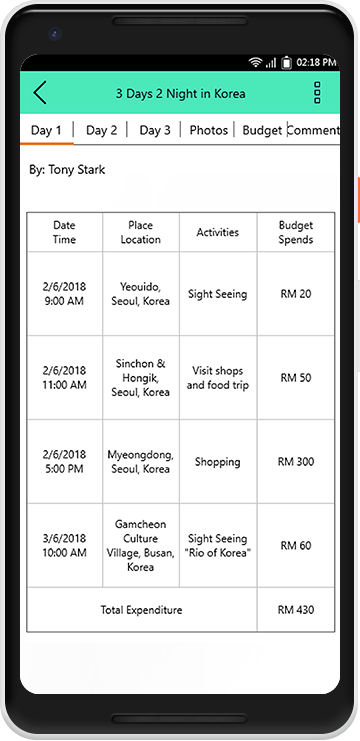 02:18 PM
3 Days 2 Night in Korea
Day 1 Day 2 Day 3 Photos Budget Comment
By: Tony Stark
Date Time Place Location Activities Budget Spends
2/6/2018 9:00 AM Yeouido, Seoul, Korea Sight Seeing RM 20
2/6/2018 11:00 AM Sinchon & Hongik, Seoul, Korea Visit shops and food trip RM 50
2/6/2018 5:00 PM Myeongdong, Seoul, Korea Shopping RM 300
3/6/2018 10:00 AM Gamcheon Culture Village, Busan, Korea Sight Seeing "Rio of Korea" RM 60
Total Expenditure RM 430